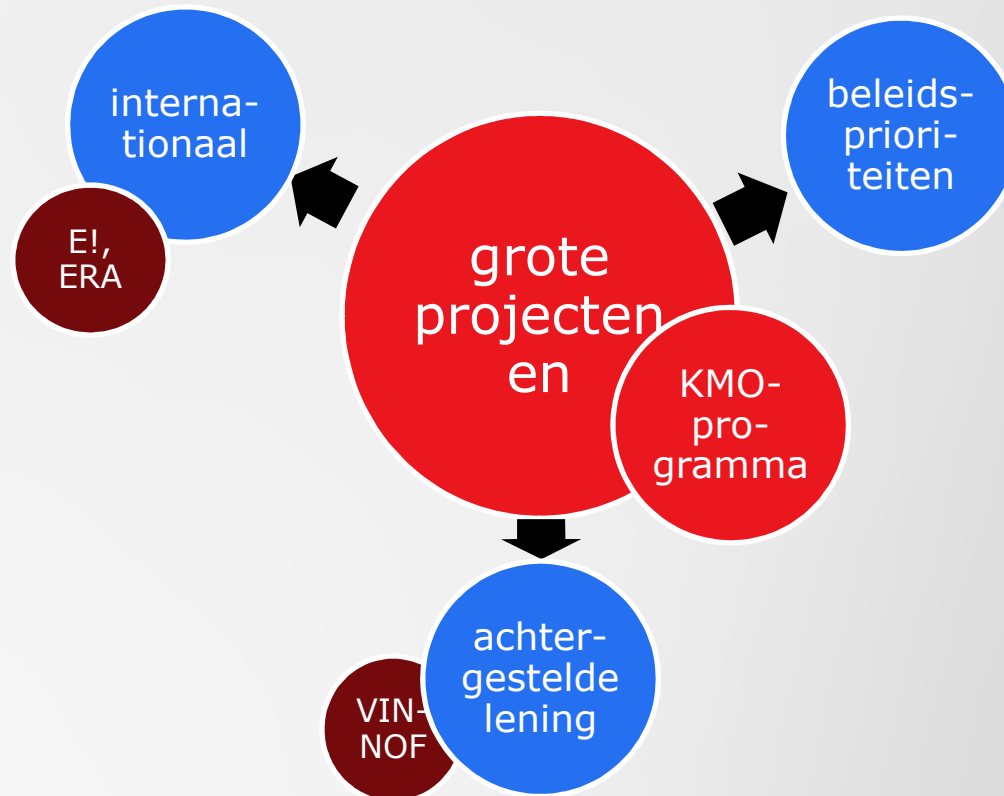 interna-
tionaal
beleids-
priori-
teiten
E!,
ERA
grote
projecten
en
KMO-
pro-
gramma
achter-
gestelde
lening
VIN-
NOF